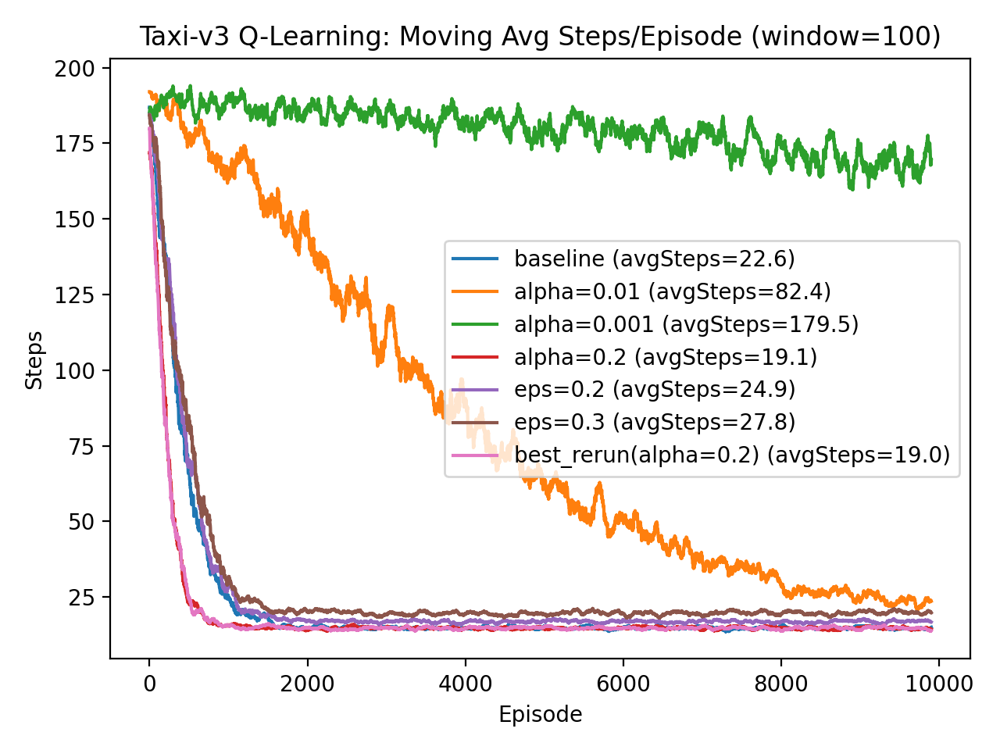 Taxi-v3 Q-Learning: Moving Avg Steps/Episode (window=100)
200
175
150
125
100
75
50
25
Steps
baseline (avgSteps=22.6)
alpha=0.01 (avgSteps=82.4)
alpha=0.001 (avgSteps=179.5)
alpha=0.2 (avgSteps=19.1)
eps=0.2 (avgSteps=24.9)
eps=0.3 (avgSteps=27.8)
best_rerun(alpha=0.2) (avgSteps=19.0)
0 2000 4000 6000 8000 10000
Episode